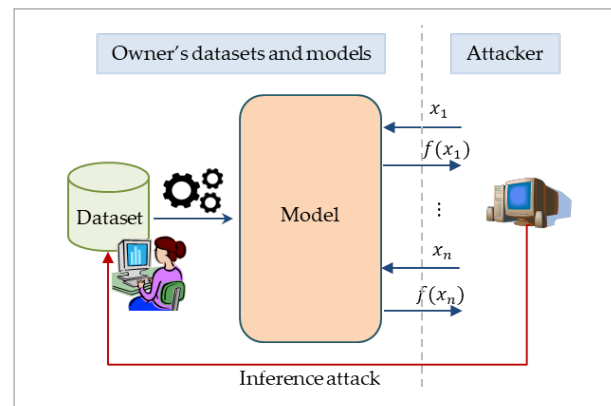 Owner's datasets and models
Attacker
x₁
f(x₁)
Dataset
Model
⋮
xₙ
f(xₙ)
Inference attack